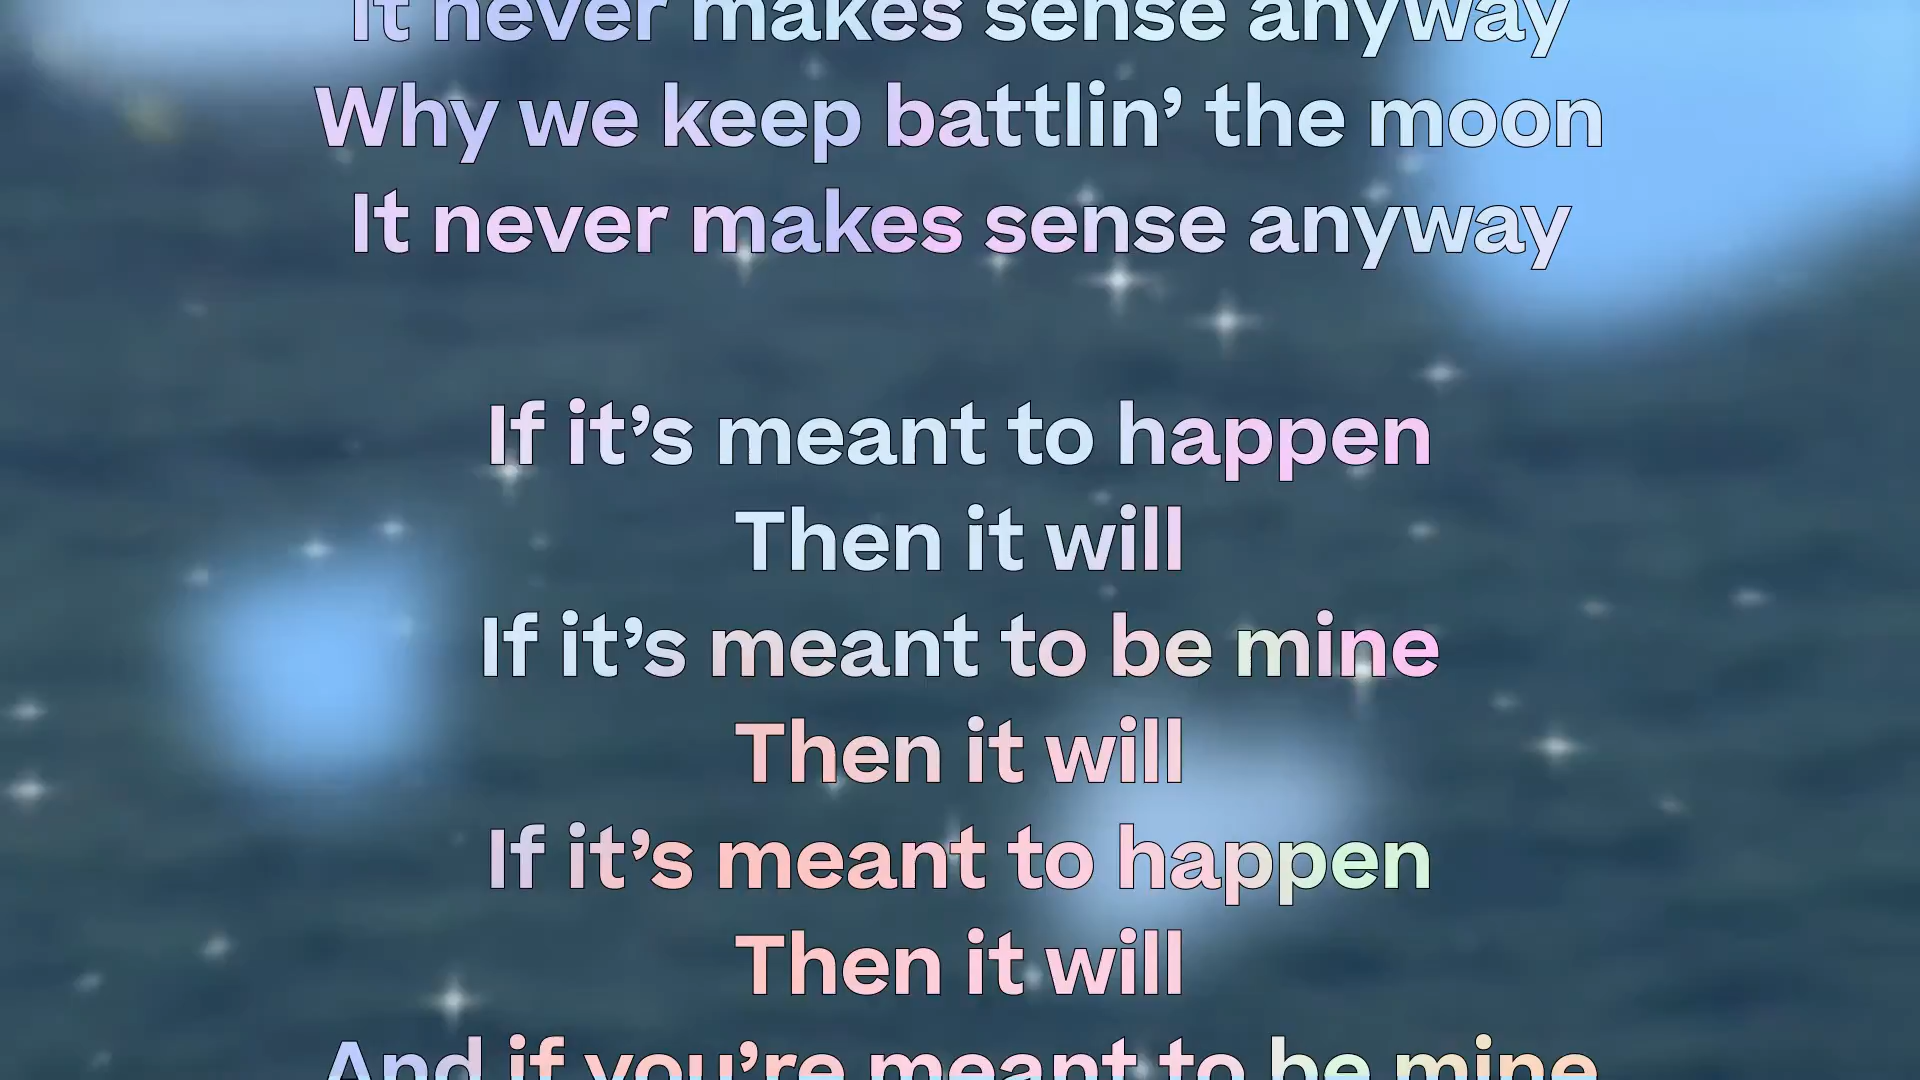 It never makes sense anyway
Why we keep battlin’ the moon
It never makes sense anyway
If it’s meant to happen
Then it will
If it’s meant to be mine
Then it will
If it’s meant to happen
Then it will
And if you’re meant to be mine